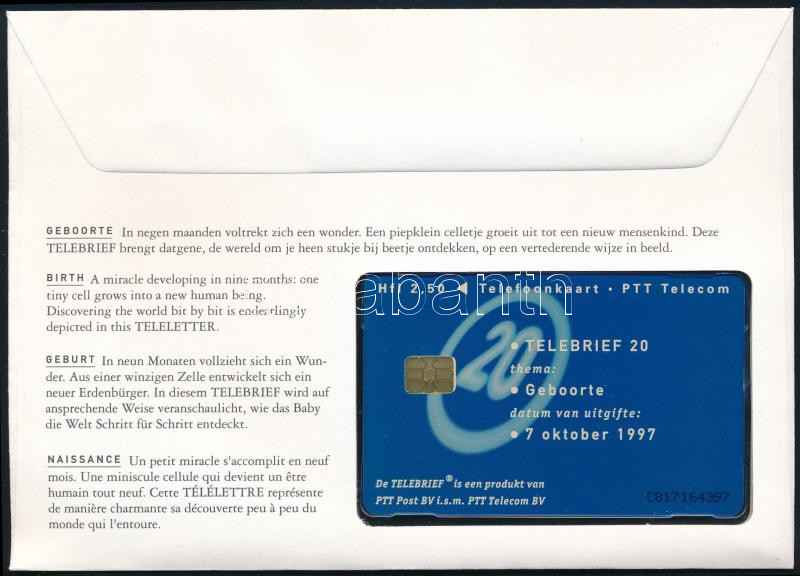 GEBOORTE In negen maanden voltrekt zich een wonder. Een piepklein celletje groeit uit tot een nieuw mensenkind. Deze
TELEBRIEF brengt datgene, de wereld om je heen stukje bij beetje ontdekken, op een vertederende wijze in beeld.
BIRTH A miracle developing in nine months: one
tiny cell grows into a new human being.
Discovering the world bit by bit is endearlingly
depicted in this TELELETTER.
GEBURT In neun Monaten vollzieht sich ein Wun-
der. Aus einer winzigen Zelle entwickelt sich ein
neuer Erdenbürger. In diesem TELEBRIEF wird auf
ansprechende Weise veranschaulicht, wie das Baby
die Welt Schritt für Schritt entdeckt.
NAISSANCE Un petit miracle s'accomplit en neuf
mois. Une miniscule cellule qui devient un être
humain tout neuf. Cette TÉLÉLETTRE représente
de manière charmante sa découverte peu à peu du
monde qui l'entoure.
Hfl 2,50 ◀ Telefoonkaart • PTT Telecom
20
• TELEBRIEF 20
thema:
• Geboorte
datum van uitgifte:
• 7 oktober 1997
De TELEBRIEF® is een produkt van
PTT Post BV i.s.m. PTT Telecom BV
C817164397
abanth